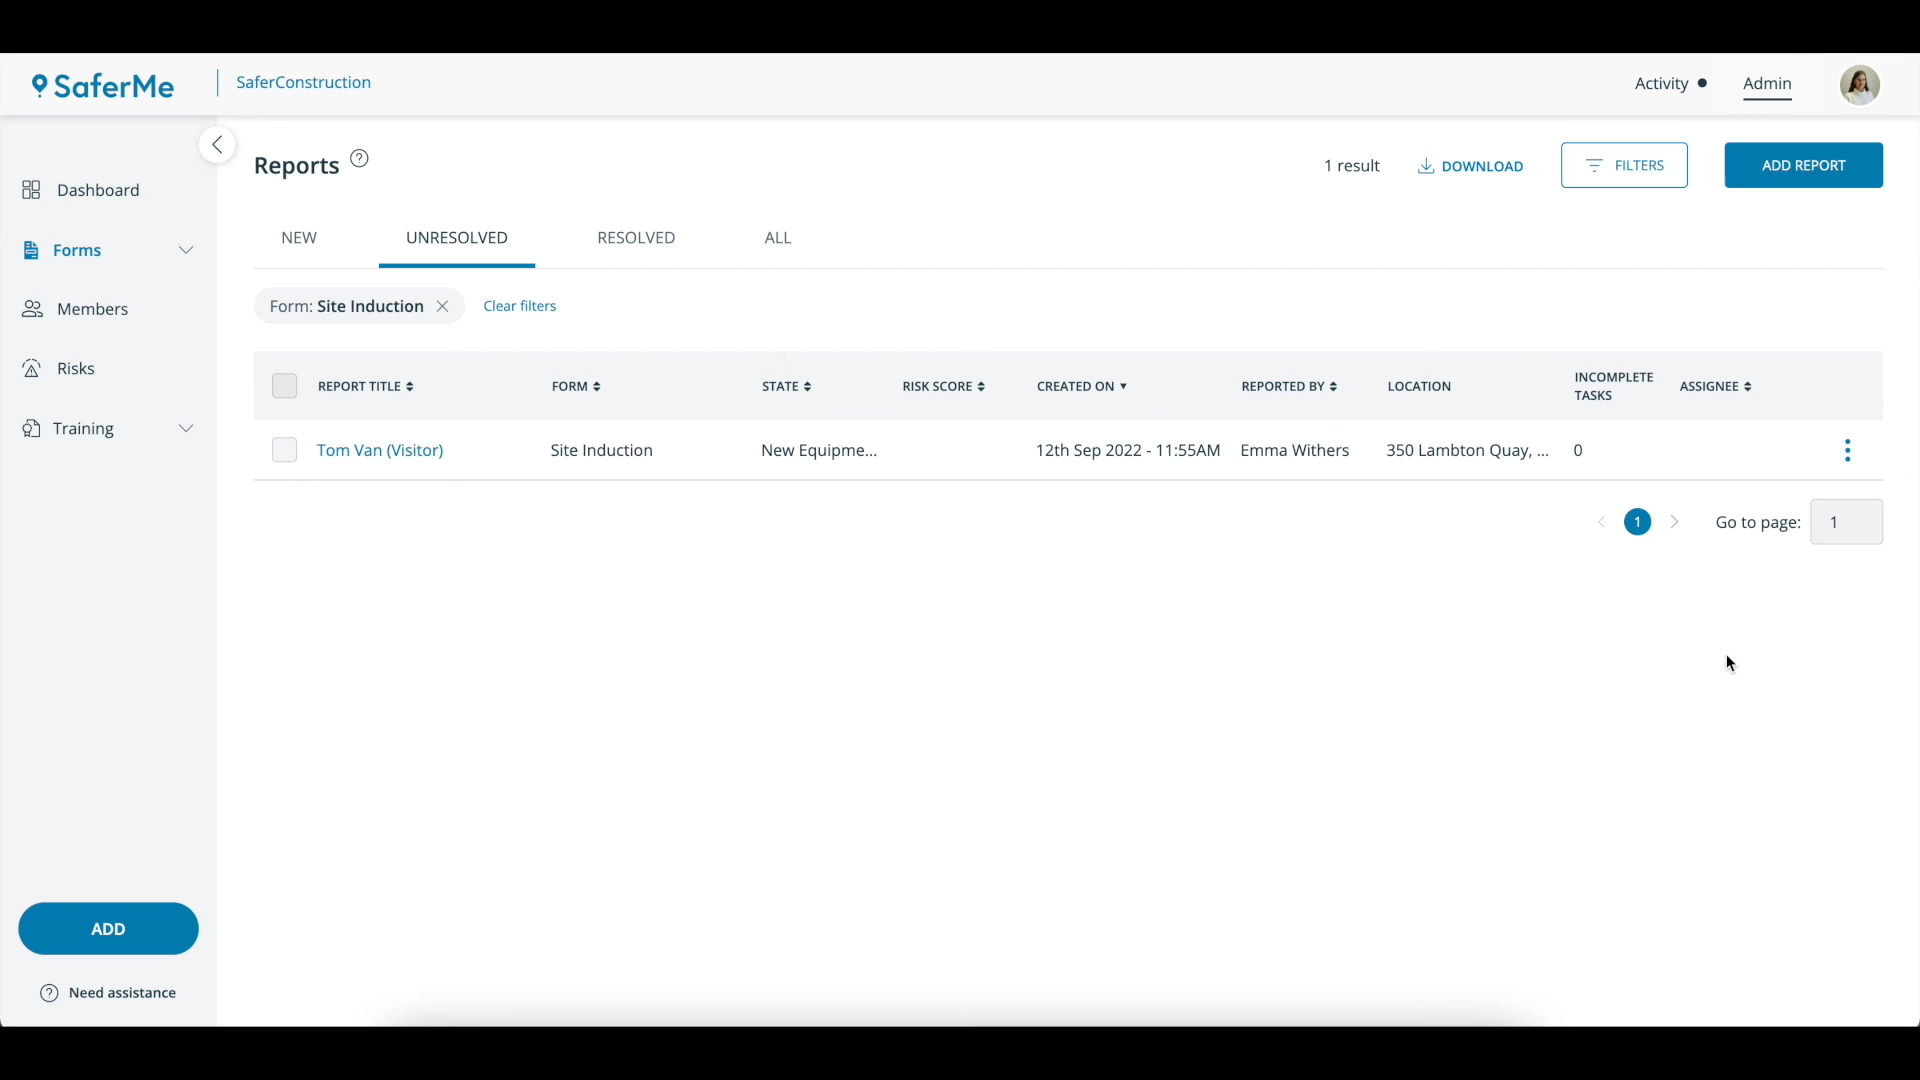 SaferMe
SaferConstruction
Activity
Admin
Dashboard
Forms
Members
Risks
Training
ADD
Need assistance
Reports
1 result
DOWNLOAD
FILTERS
ADD REPORT
NEW
UNRESOLVED
RESOLVED
ALL
Form: Site Induction
Clear filters
REPORT TITLE
FORM
STATE
RISK SCORE
CREATED ON
REPORTED BY
LOCATION
INCOMPLETE
TASKS
ASSIGNEE
Tom Van (Visitor)
Site Induction
New Equipme...
12th Sep 2022 - 11:55AM
Emma Withers
350 Lambton Quay, ...
0
1
Go to page:
1